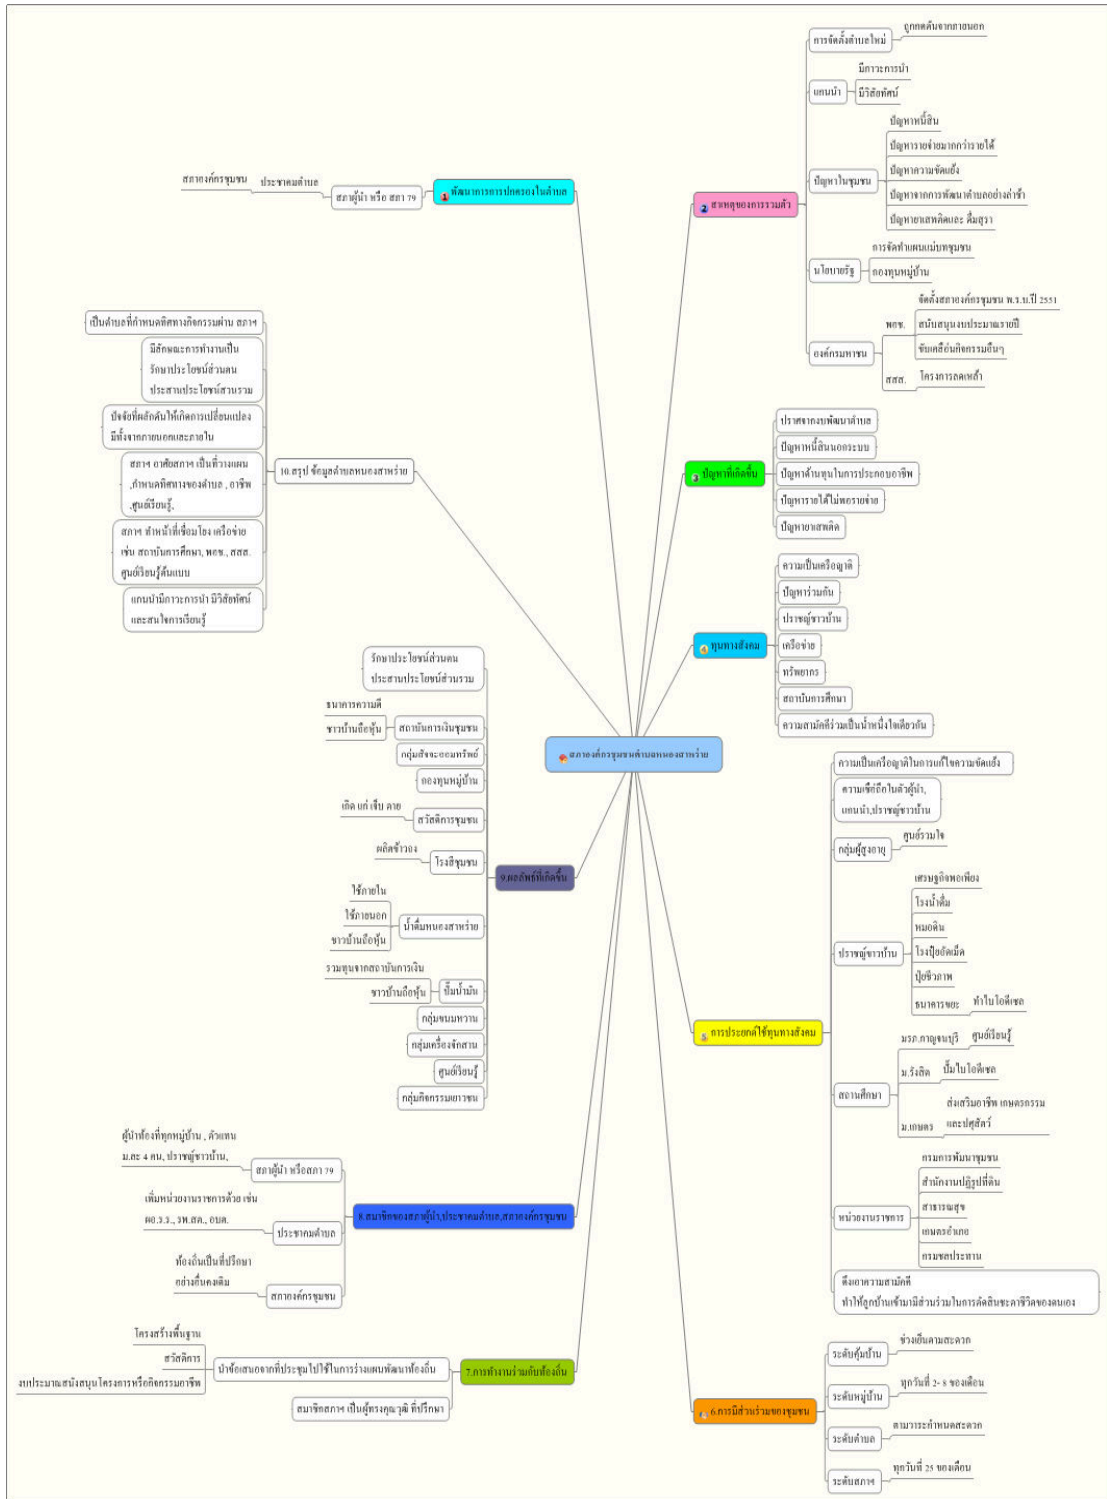 สภาองค์กรชุมชนตำบลหนองสาหร่าย
1 พัฒนาการการปกครองในตำบล
สภาผู้นำ หรือ สภา 79
ประชาคมตำบล
สภาองค์กรชุมชน
2 สาเหตุของการรวมตัว
การจัดตั้งตำบลใหม่
ถูกกดดันจากภายนอก
แกนนำ
มีภาวะการนำ
มีวิสัยทัศน์
ปัญหาในชุมชน
ปัญหาหนี้สิน
ปัญหารายจ่ายมากกว่ารายได้
ปัญหาความขัดแย้ง
ปัญหาจากการพัฒนาตำบลอย่างล่าช้า
ปัญหายาเสพติดและ ดื่มสุรา
นโยบายรัฐ
การจัดทำแผนแม่บทชุมชน
กองทุนหมู่บ้าน
องค์กรมหาชน
พอช.
จัดตั้งสภาองค์กรชุมชน พ.ร.บ.ปี 2551
สนับสนุนงบประมาณรายปี
ขับเคลื่อนกิจกรรมอื่นๆ
สสส.
โครงการลดเหล้า
3 ปัญหาที่เกิดขึ้น
ปราศจากงบพัฒนาตำบล
ปัญหาหนี้สินนอกระบบ
ปัญหาด้านทุนในการประกอบอาชีพ
ปัญหารายได้ไม่พอรายจ่าย
ปัญหายาเสพติด
4 ทุนทางสังคม
ความเป็นเครือญาติ
ปัญหาร่วมกัน
ปราชญ์ชาวบ้าน
เครือข่าย
ทรัพยากร
สถาบันการศึกษา
ความสามัคคีร่วมเป็นน้ำหนึ่งใจเดียวกัน
5 การประยุกต์ใช้ทุนทางสังคม
ความเป็นเครือญาติในการแก้ไขความขัดแย้ง
ความเชื่อถือในตัวผู้นำ,
แกนนำ,ปราชญ์ชาวบ้าน
กลุ่มผู้สูงอายุ
ศูนย์รวมใจ
ปราชญ์ชาวบ้าน
เศรษฐกิจพอเพียง
โรงน้ำดื่ม
หมอดิน
โรงปุ๋ยอัดเม็ด
ปุ๋ยชีวภาพ
ธนาคารขยะ
ทำไบโอดีเซล
สถานศึกษา
มรภ.กาญจนบุรี
ศูนย์เรียนรู้
ม.รังสิต
ปั๊มไบโอดีเซล
ม.เกษตร
ส่งเสริมอาชีพ เกษตรกรรม
และปศุสัตว์
หน่วยงานราชการ
กรมการพัฒนาชุมชน
สำนักงานปฏิรูปที่ดิน
สาธารณสุข
เกษตรอำเภอ
กรมชลประทาน
ดึงเอาความสามัคคี
ทำให้ลูกบ้านเข้ามามีส่วนร่วมในการตัดสินชะตาชีวิตของตนเอง
6.การมีส่วนร่วมของชุมชน
ระดับคุ้มบ้าน
ช่วงเย็นตามสะดวก
ระดับหมู่บ้าน
ทุกวันที่ 2- 8 ของเดือน
ระดับตำบล
ตามวาระกำหนดสะดวก
ระดับสภาฯ
ทุกวันที่ 25 ของเดือน
7.การทำงานร่วมกับท้องถิ่น
นำข้อเสนอจากที่ประชุมไปใช้ในการร่างแผนพัฒนาท้องถิ่น
โครงสร้างพื้นฐาน
สวัสดิการ
งบประมาณสนับสนุนโครงการหรือกิจกรรมอาชีพ
สมาชิกสภาฯ เป็นผู้ทรงคุณวุฒิ ที่ปรึกษา
8.สมาชิกของสภาผู้นำ,ประชาคมตำบล,สภาองค์กรชุมชน
สภาผู้นำ หรือสภา 79
ผู้นำท้องที่ทุกหมู่บ้าน , ตัวแทน
ม.ละ 4 คน, ปราชญ์ชาวบ้าน,
ประชาคมตำบล
เพิ่มหน่วยงานราชการด้วย เช่น
ผอ.ร.ร., รพ.สต., อบต.
สภาองค์กรชุมชน
ท้องถิ่นเป็นที่ปรึกษา
อย่างอื่นคงเดิม
9.ผลลัพธ์ที่เกิดขึ้น
รักษาประโยชน์ส่วนตน
ประสานประโยชน์ส่วนรวม
สถาบันการเงินชุมชน
ธนาคารความดี
ชาวบ้านถือหุ้น
กลุ่มสัจจะออมทรัพย์
กองทุนหมู่บ้าน
สวัสดิการชุมชน
เกิด แก่ เจ็บ ตาย
โรงสีชุมชน
ผลิตข้าวถุง
น้ำดื่มหนองสาหร่าย
ใช้ภายใน
ใช้ภายนอก
ชาวบ้านถือหุ้น
ปั๊มน้ำมัน
รวมทุนจากสถาบันการเงิน
ชาวบ้านถือหุ้น
กลุ่มขนมหวาน
กลุ่มเครื่องจักสาน
ศูนย์เรียนรู้
กลุ่มกิจกรรมเยาวชน
10.สรุป ข้อมูลตำบลหนองสาหร่าย
เป็นตำบลที่กำหนดทิศทางกิจกรรมผ่าน สภาฯ
มีลักษณะการทำงานเป็น
รักษาประโยชน์ส่วนตน
ประสานประโยชน์ส่วนรวม
ปัจจัยที่ผลักดันให้เกิดการเปลี่ยนแปลง
มีทั้งจากภายนอกและภายใน
สภาฯ อาศัยสภาฯ เป็นที่วางแผน
,กำหนดทิศทางของตำบล , อาชีพ
,ศูนย์เรียนรู้,
สภาฯ ทำหน้าที่เชื่อมโยง เครือข่าย
เช่น สถาบันการศึกษา, พอช., สสส.
ศูนย์เรียนรู้ต้นแบบ
แกนนำมีภาวะการนำ มีวิสัยทัศน์
และสนใจการเรียนรู้